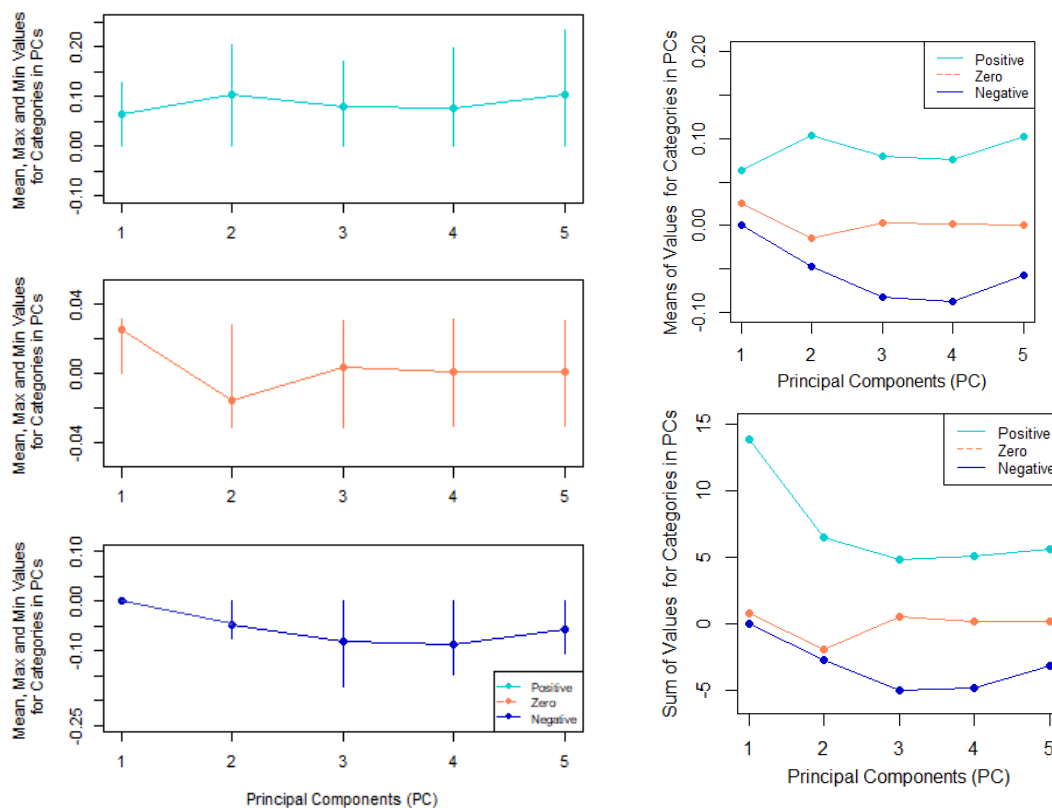 Mean, Max and Min Values
for Categories in PCs
0.20
0.10
0.00
-0.10
1 2 3 4 5
Mean, Max and Min Values
for Categories in PCs
0.04
0.00
-0.04
1 2 3 4 5
Mean, Max and Min Values
for Categories in PCs
0.10
0.00
-0.10
-0.25
Positive
Zero
Negative
1 2 3 4 5
Principal Components (PC)
Means of Values for Categories in PCs
0.20
0.10
0.00
-0.10
Positive
Zero
Negative
1 2 3 4 5
Principal Components (PC)
Sum of Values for Categories in PCs
15
10
5
0
-5
Positive
Zero
Negative
1 2 3 4 5
Principal Components (PC)